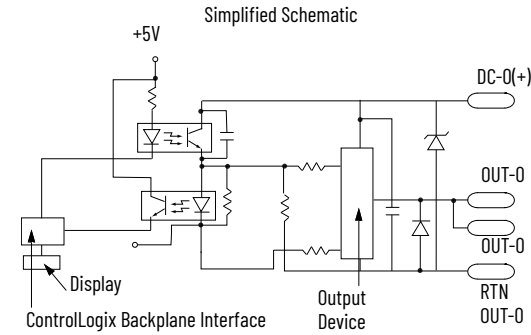 Simplified Schematic
+5V
DC-0(+)
OUT-0
OUT-0
RTN
OUT-0
Display
Output
Device
ControlLogix Backplane Interface